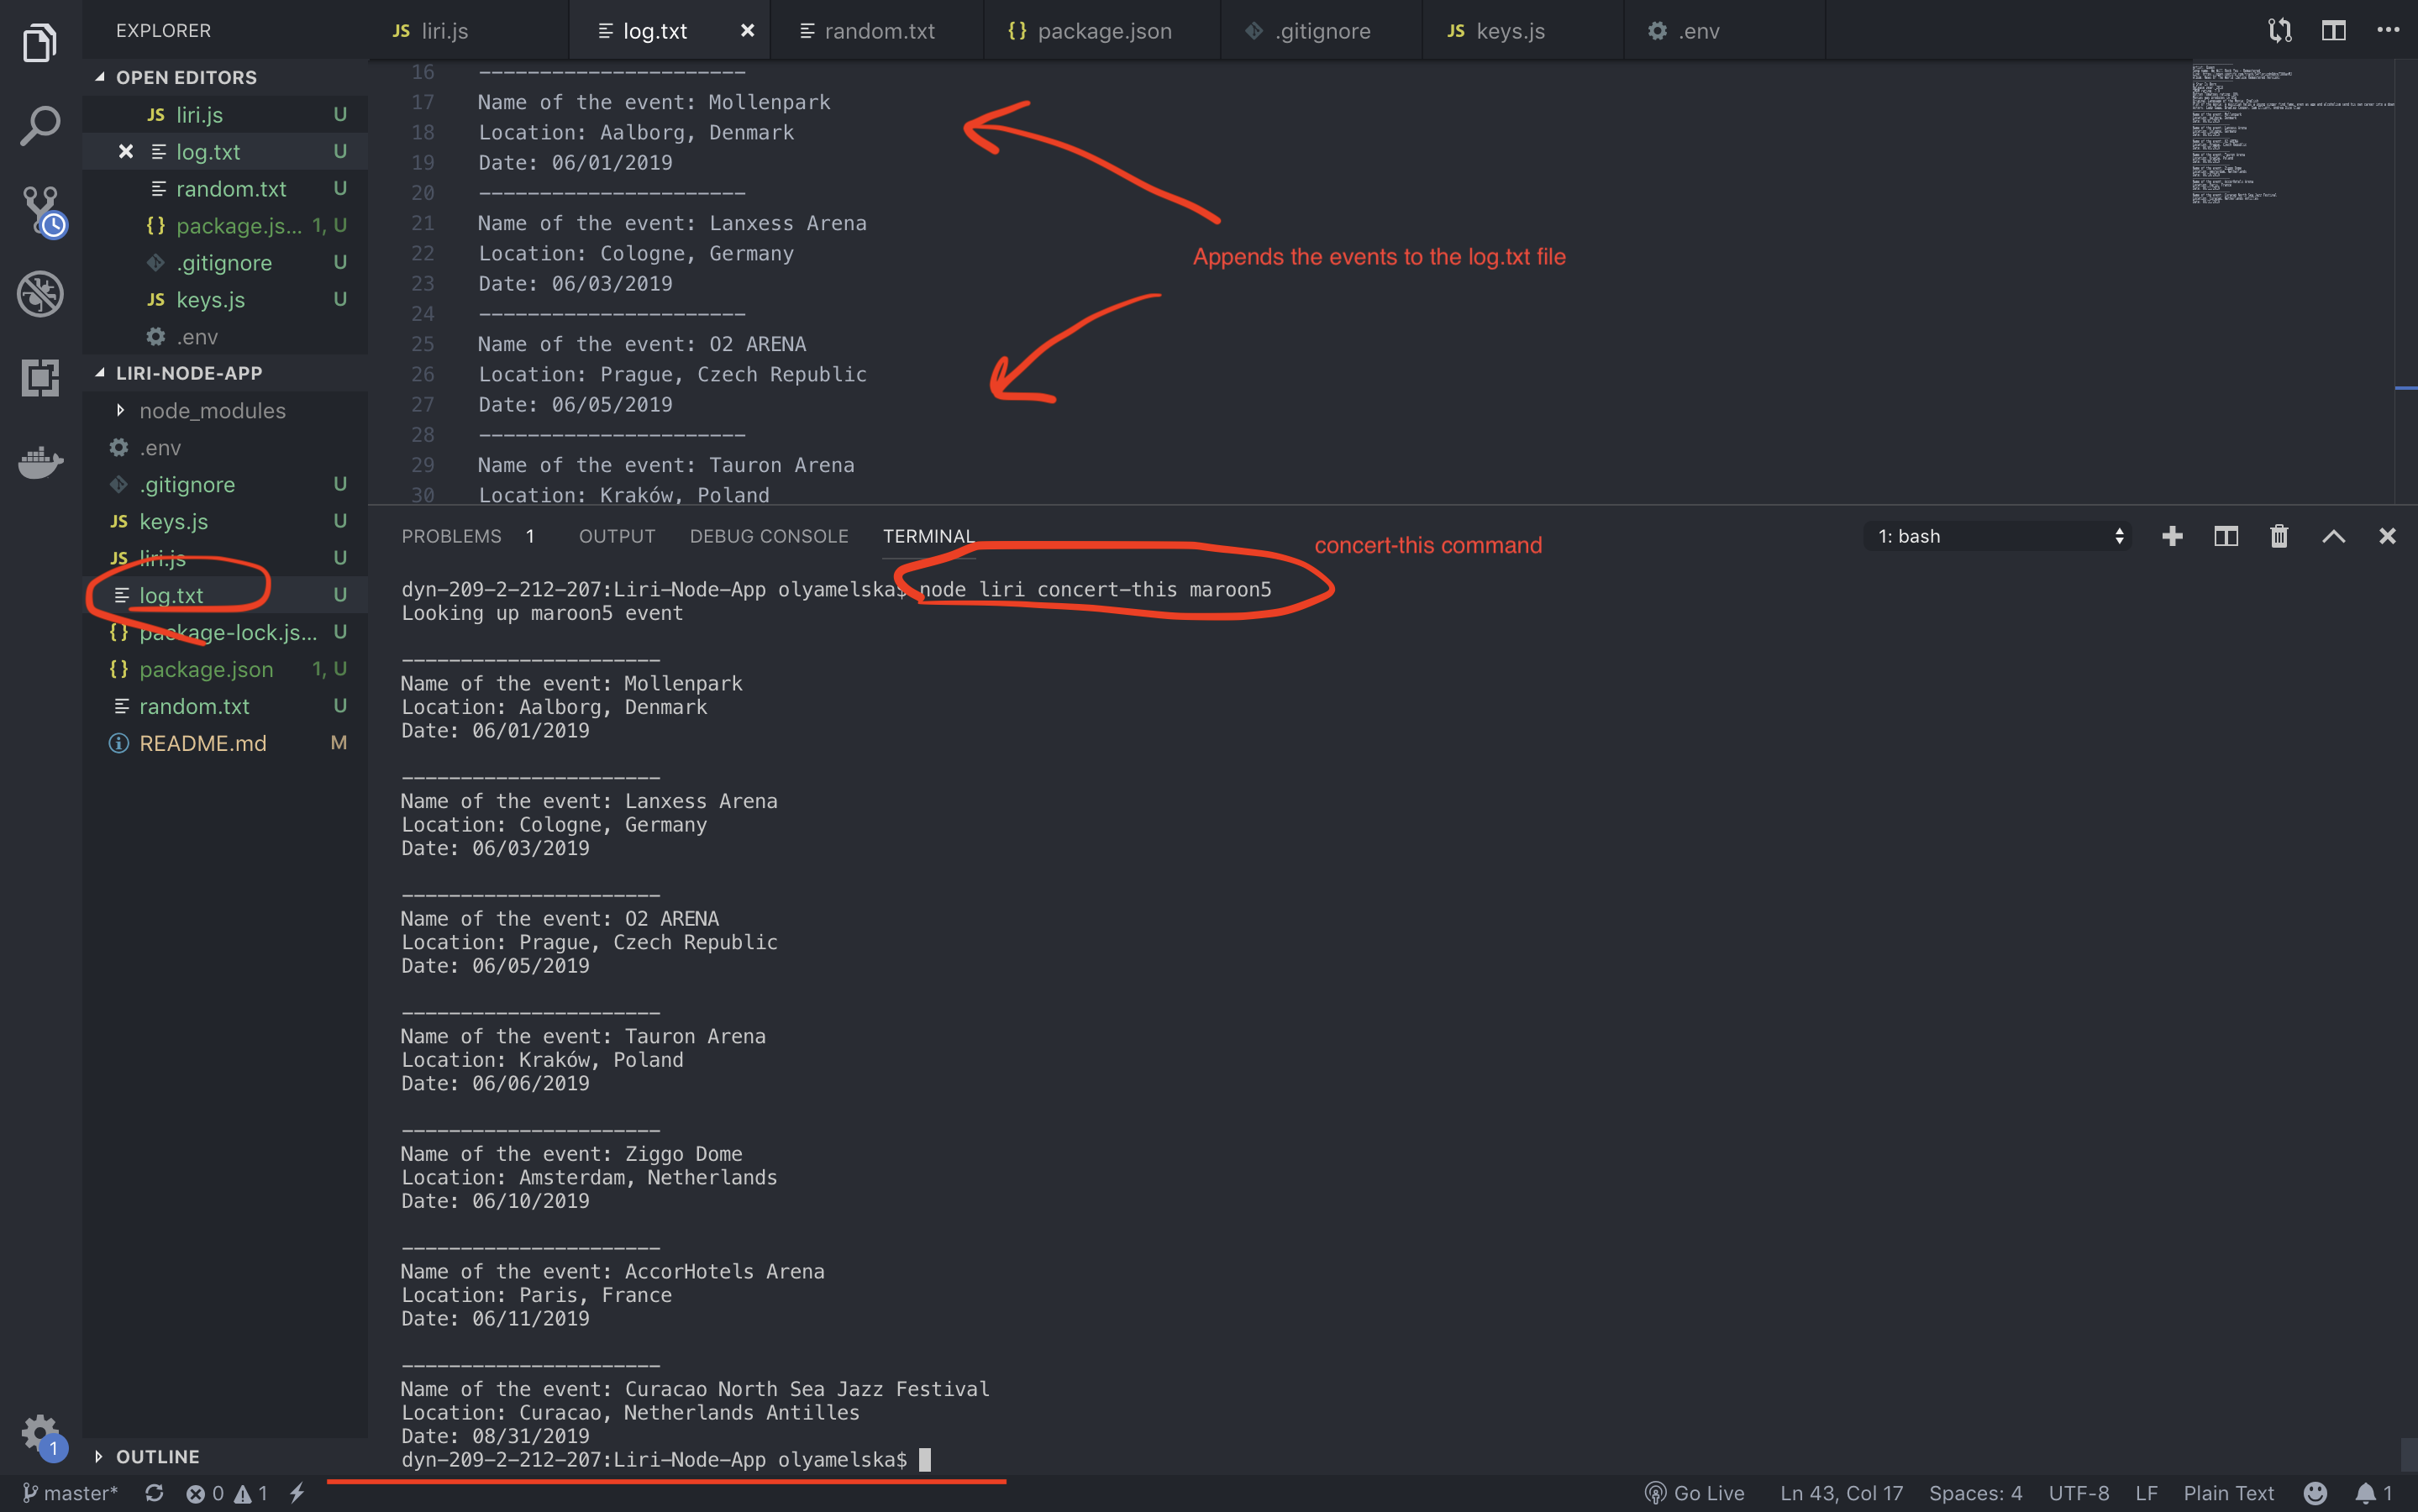 EXPLORER
OPEN EDITORS
JS liri.js U
log.txt U
random.txt U
{} package.js... 1, U
.gitignore U
JS keys.js U
.env
LIRI-NODE-APP
node_modules
.env
.gitignore U
JS keys.js U
JS liri.js U
log.txt U
{} package-lock.js... U
{} package.json 1, U
random.txt U
README.md M
OUTLINE
JS liri.js
log.txt
random.txt
{} package.json
.gitignore
JS keys.js
.env
16 ----------------------
17 Name of the event: Mollenpark
18 Location: Aalborg, Denmark
19 Date: 06/01/2019
20 ----------------------
21 Name of the event: Lanxess Arena
22 Location: Cologne, Germany
23 Date: 06/03/2019
24 ----------------------
25 Name of the event: O2 ARENA
26 Location: Prague, Czech Republic
27 Date: 06/05/2019
28 ----------------------
29 Name of the event: Tauron Arena
30 Location: Kraków, Poland
Appends the events to the log.txt file
PROBLEMS 1 OUTPUT DEBUG CONSOLE TERMINAL
concert-this command
1: bash
dyn-209-2-212-207:Liri-Node-App olyamelska$ node liri concert-this maroon5
Looking up maroon5 event
----------------------
Name of the event: Mollenpark
Location: Aalborg, Denmark
Date: 06/01/2019
----------------------
Name of the event: Lanxess Arena
Location: Cologne, Germany
Date: 06/03/2019
----------------------
Name of the event: O2 ARENA
Location: Prague, Czech Republic
Date: 06/05/2019
----------------------
Name of the event: Tauron Arena
Location: Kraków, Poland
Date: 06/06/2019
----------------------
Name of the event: Ziggo Dome
Location: Amsterdam, Netherlands
Date: 06/10/2019
----------------------
Name of the event: AccorHotels Arena
Location: Paris, France
Date: 06/11/2019
----------------------
Name of the event: Curacao North Sea Jazz Festival
Location: Curacao, Netherlands Antilles
Date: 08/31/2019
dyn-209-2-212-207:Liri-Node-App olyamelska$
1
master* 0 1
Go Live Ln 43, Col 17 Spaces: 4 UTF-8 LF Plain Text 1